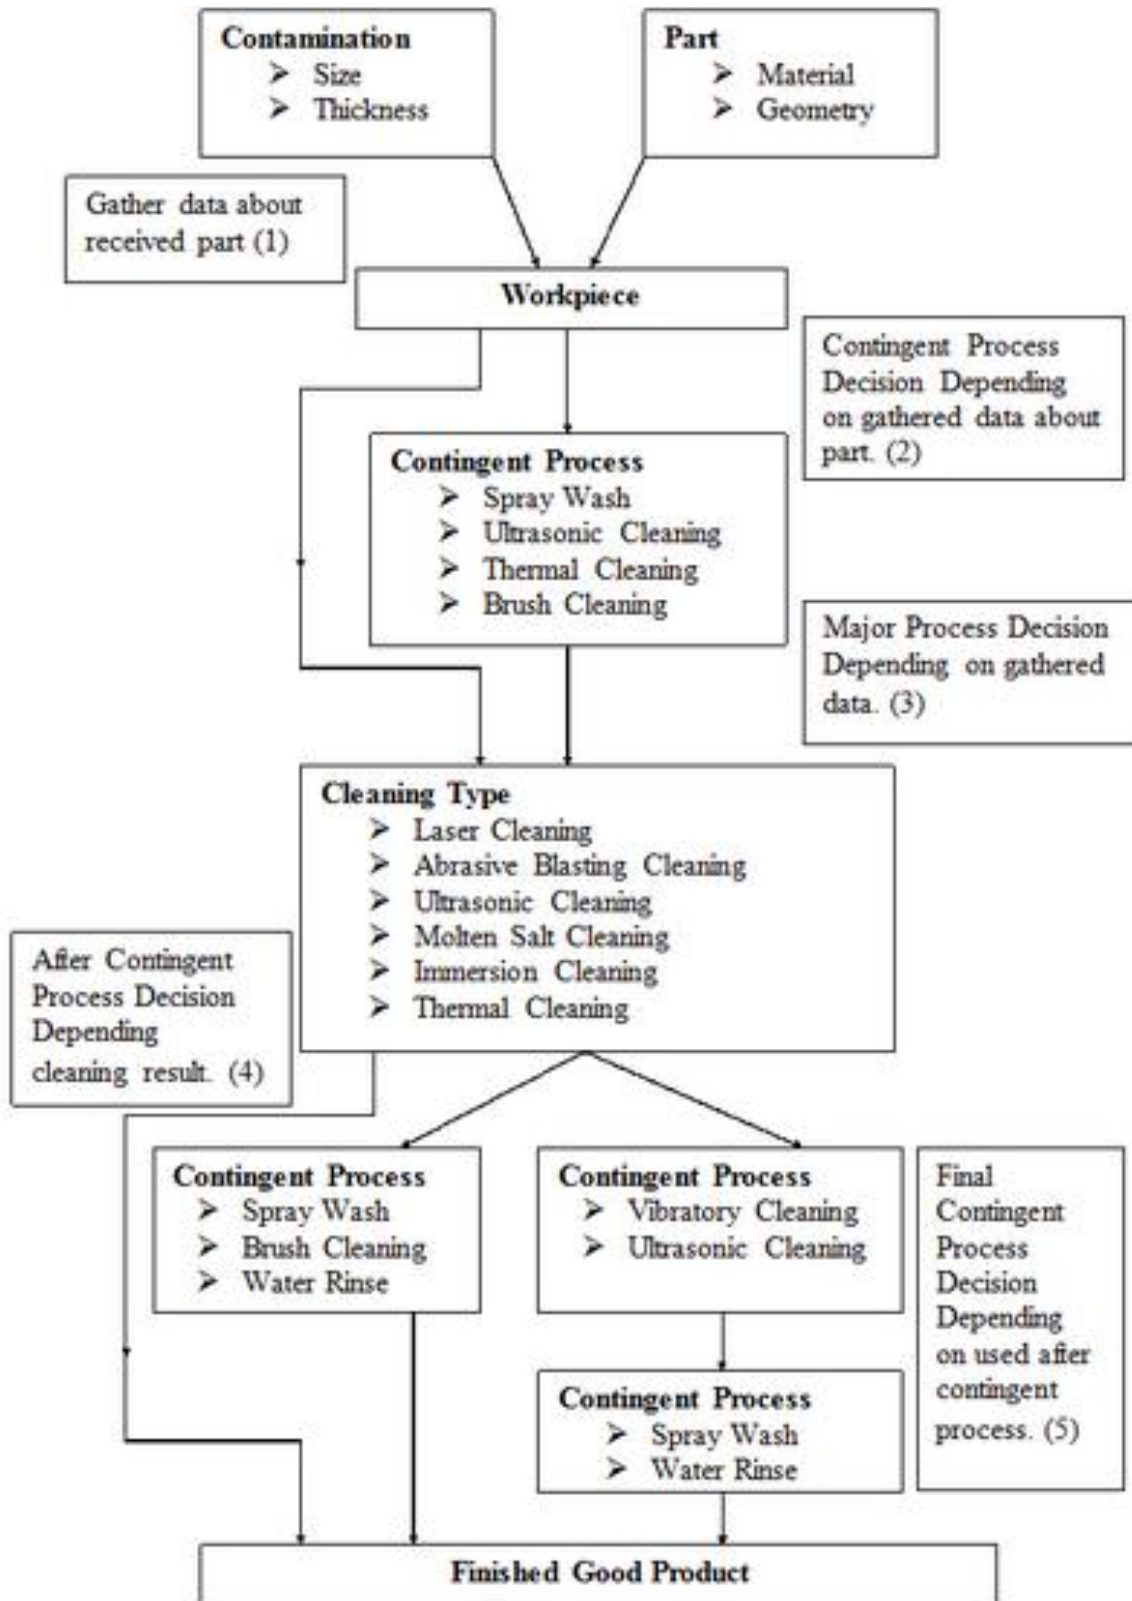 Contamination
➤ Size
➤ Thickness
Part
➤ Material
➤ Geometry
Gather data about
received part (1)
Workpiece
Contingent Process
Decision Depending
on gathered data about
part. (2)
Contingent Process
➤ Spray Wash
➤ Ultrasonic Cleaning
➤ Thermal Cleaning
➤ Brush Cleaning
Major Process Decision
Depending on gathered
data. (3)
Cleaning Type
➤ Laser Cleaning
➤ Abrasive Blasting Cleaning
➤ Ultrasonic Cleaning
➤ Molten Salt Cleaning
➤ Immersion Cleaning
➤ Thermal Cleaning
After Contingent
Process Decision
Depending
cleaning result. (4)
Contingent Process
➤ Spray Wash
➤ Brush Cleaning
➤ Water Rinse
Contingent Process
➤ Vibratory Cleaning
➤ Ultrasonic Cleaning
Final
Contingent
Process
Decision
Depending
on used after
contingent
process. (5)
Contingent Process
➤ Spray Wash
➤ Water Rinse
Finished Good Product